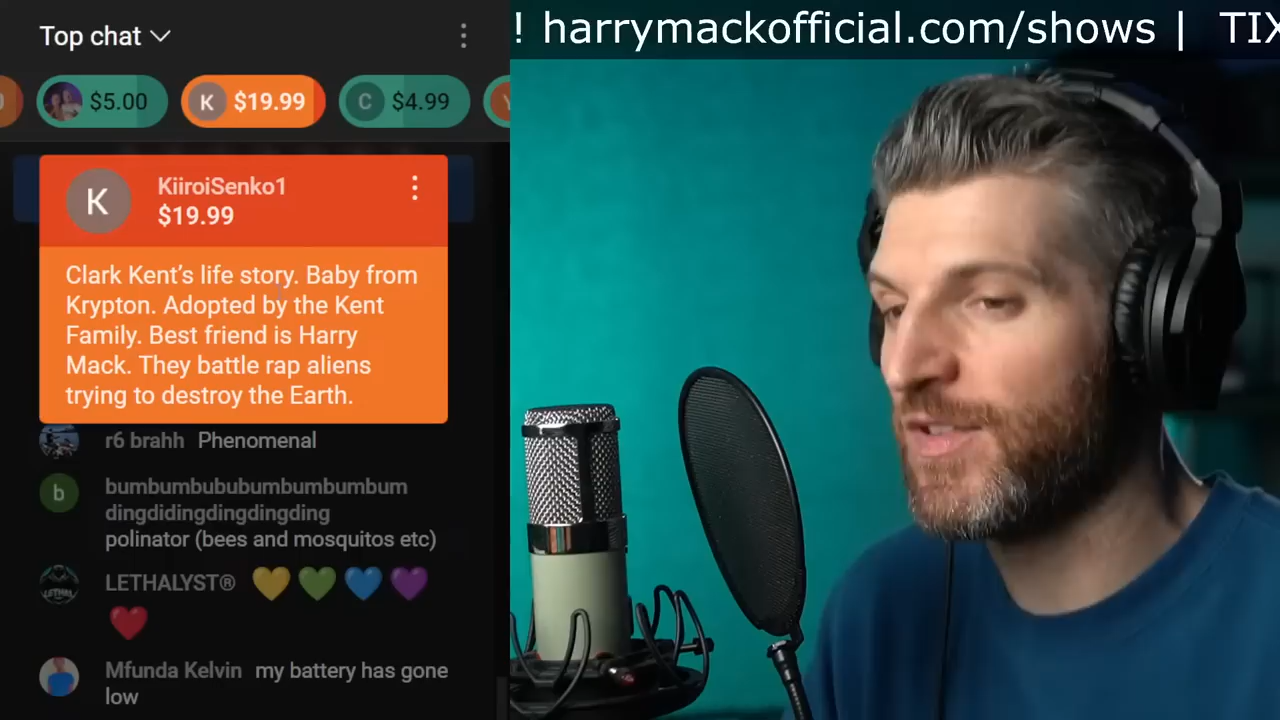 Top chat
! harrymackofficial.com/shows | TIX
$5.00
K $19.99
C $4.99
K
KiiroiSenko1
$19.99
Clark Kent’s life story. Baby from
Krypton. Adopted by the Kent
Family. Best friend is Harry
Mack. They battle rap aliens
trying to destroy the Earth.
r6 brahh Phenomenal
b
bumbumbububumbumbumbum
dingdidingdingdingding
polinator (bees and mosquitos etc)
LETHALYST®
Mfunda Kelvin my battery has gone
low